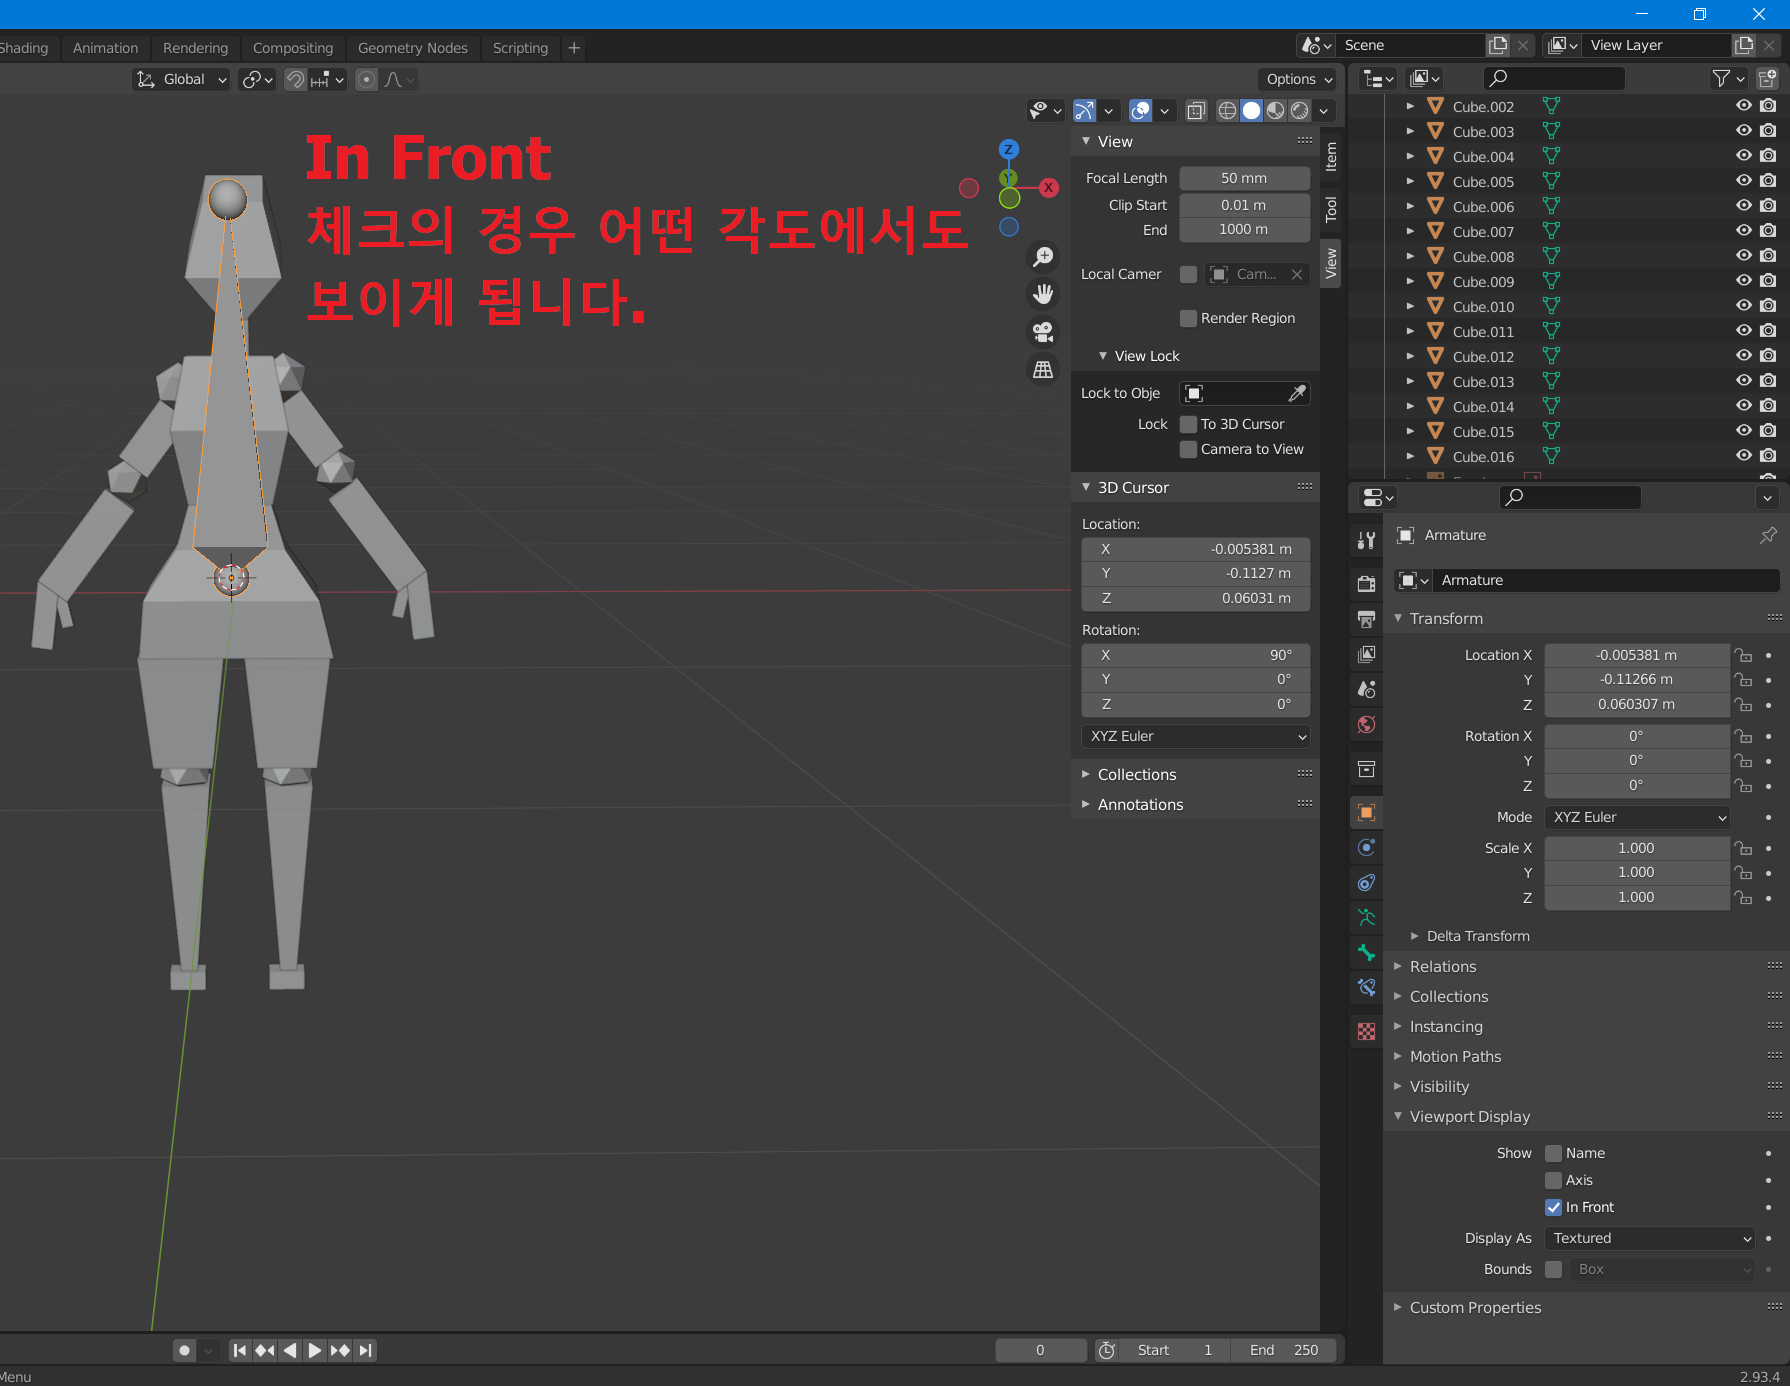 Shading Animation Rendering Compositing Geometry Nodes Scripting + Scene View Layer
Global Options
In Front
체크의 경우 어떤 각도에서도
보이게 됩니다.
Z
Y
X
View
Focal Length 50 mm
Clip Start 0.01 m
End 1000 m
Local Camer Cam...
Render Region
View Lock
Lock to Obje
Lock To 3D Cursor
Camera to View
3D Cursor
Location:
X -0.005381 m
Y -0.1127 m
Z 0.06031 m
Rotation:
X 90°
Y 0°
Z 0°
XYZ Euler
Collections
Annotations
Item
Tool
View
Cube.002
Cube.003
Cube.004
Cube.005
Cube.006
Cube.007
Cube.008
Cube.009
Cube.010
Cube.011
Cube.012
Cube.013
Cube.014
Cube.015
Cube.016
Armature
Armature
Transform
Location X -0.005381 m
Y -0.11266 m
Z 0.060307 m
Rotation X 0°
Y 0°
Z 0°
Mode XYZ Euler
Scale X 1.000
Y 1.000
Z 1.000
Delta Transform
Relations
Collections
Instancing
Motion Paths
Visibility
Viewport Display
Show Name
Axis
In Front
Display As Textured
Bounds Box
Custom Properties
0 Start 1 End 250
Menu 2.93.4